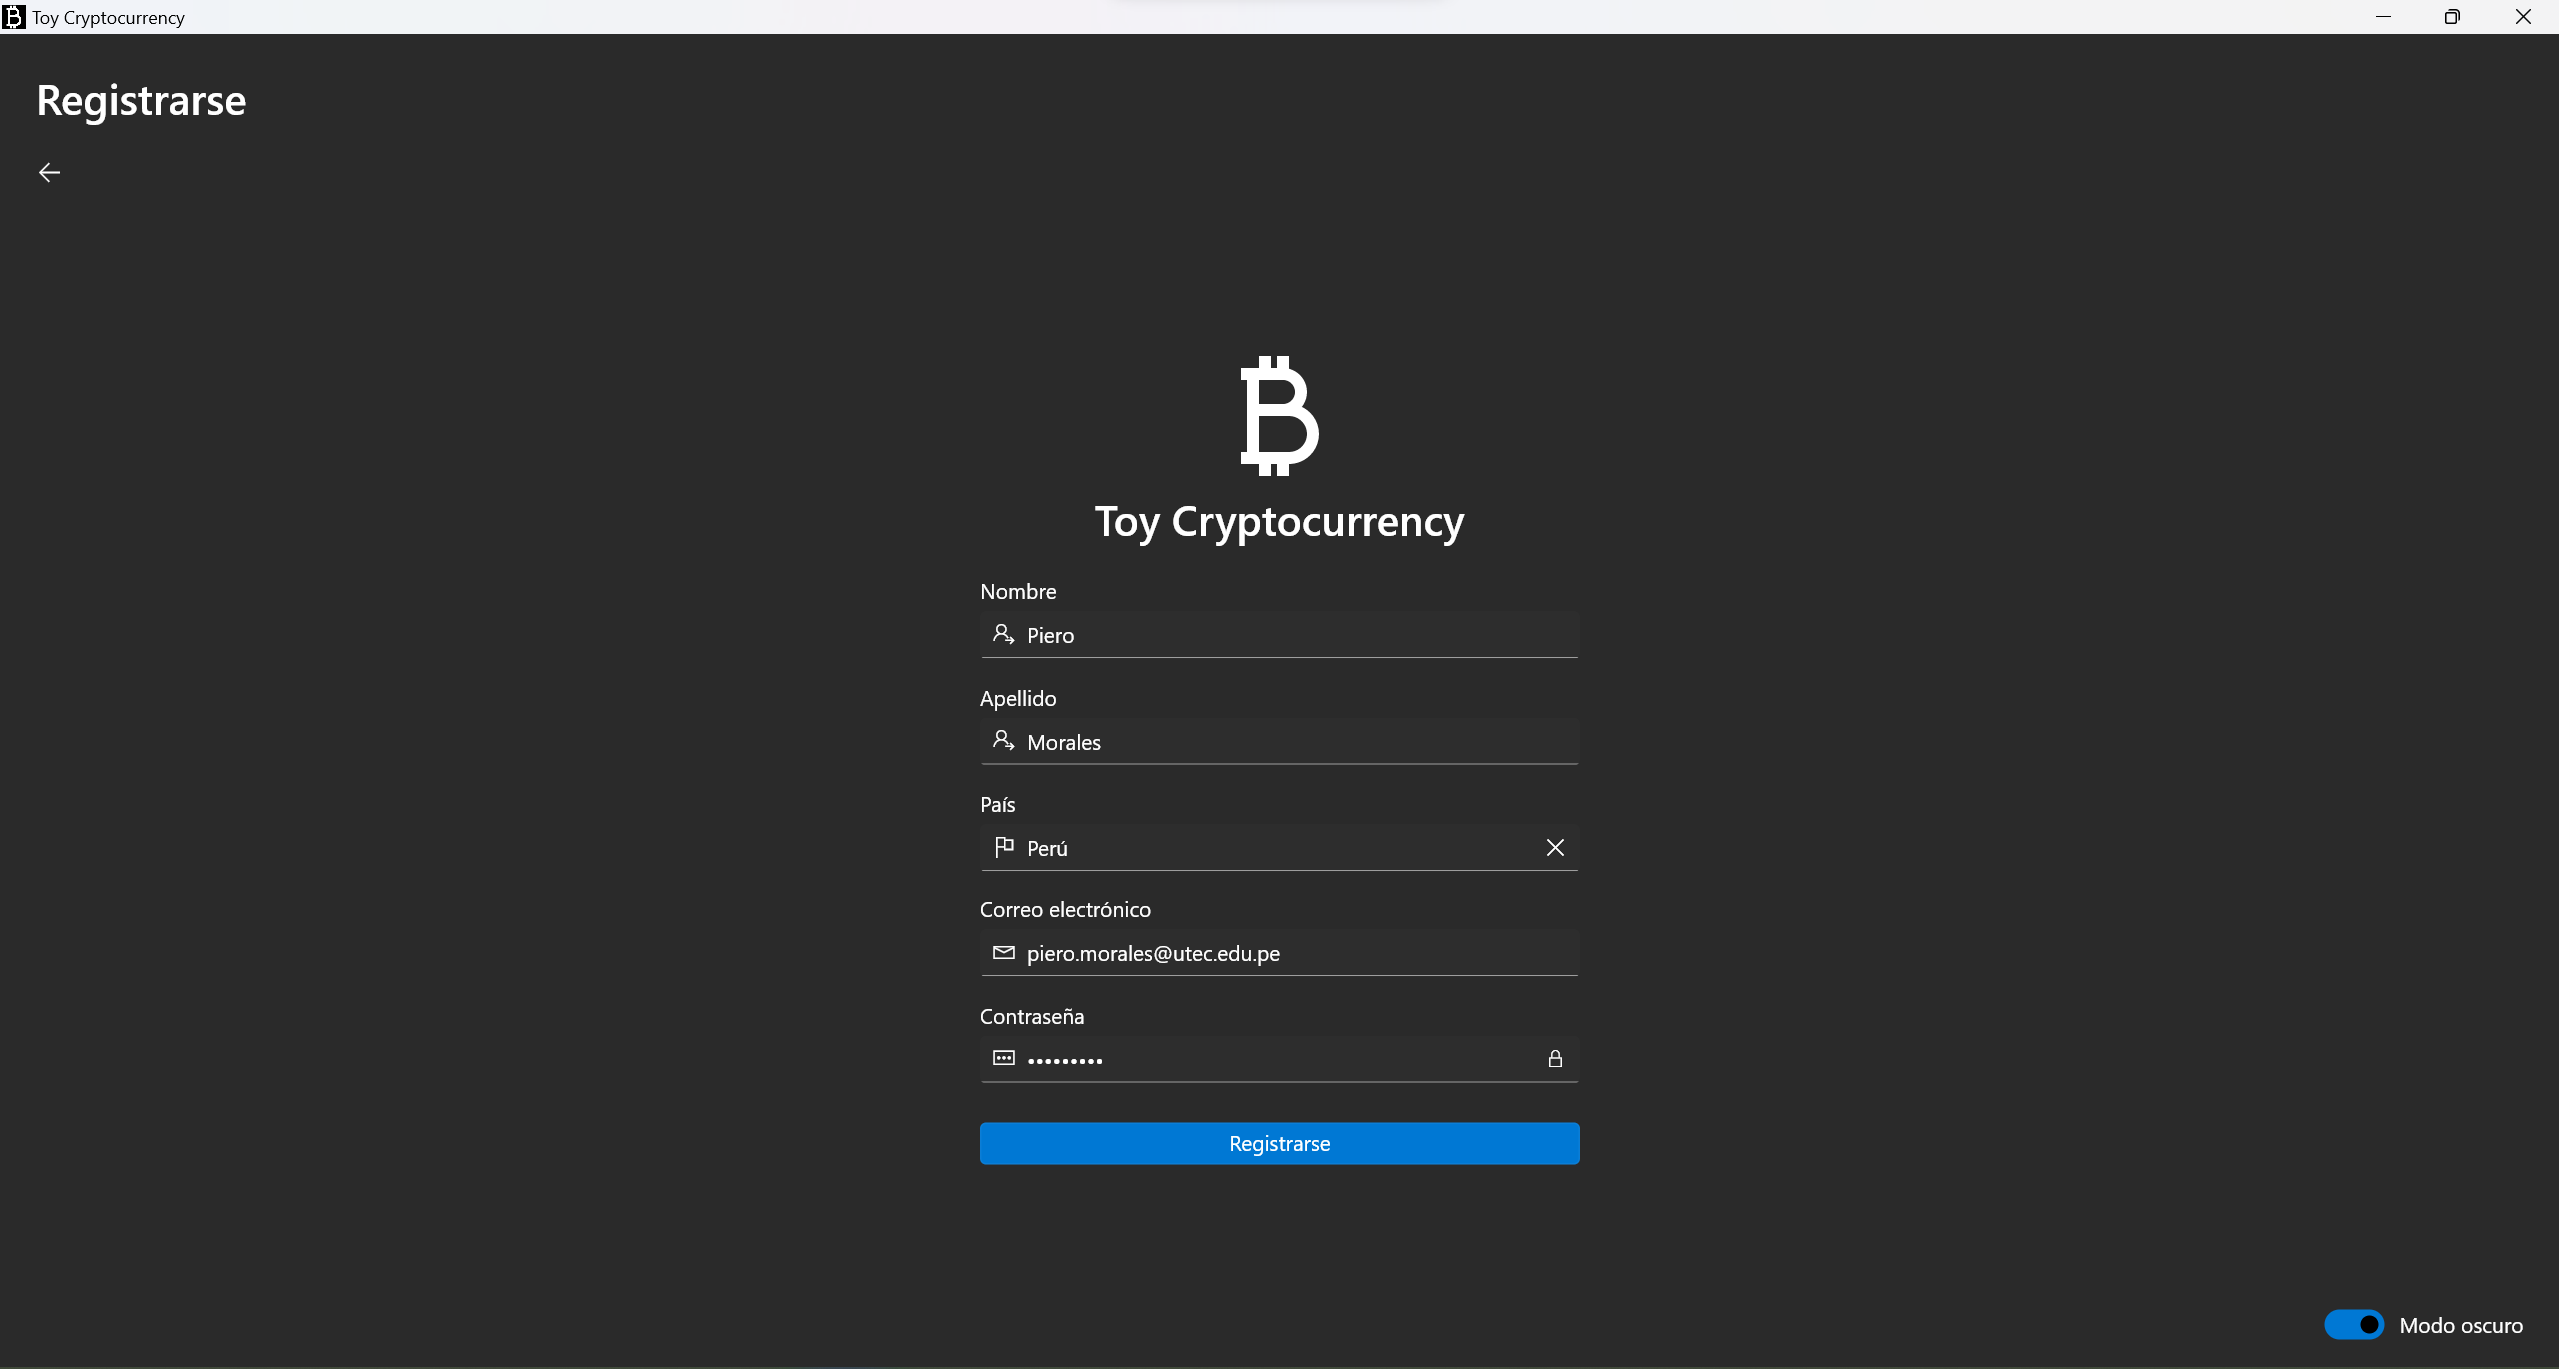 Toy Cryptocurrency
Registrarse
Toy Cryptocurrency
Nombre
Piero
Apellido
Morales
País
Perú
Correo electrónico
piero.morales@utec.edu.pe
Contraseña
•••••••••
Registrarse
Modo oscuro